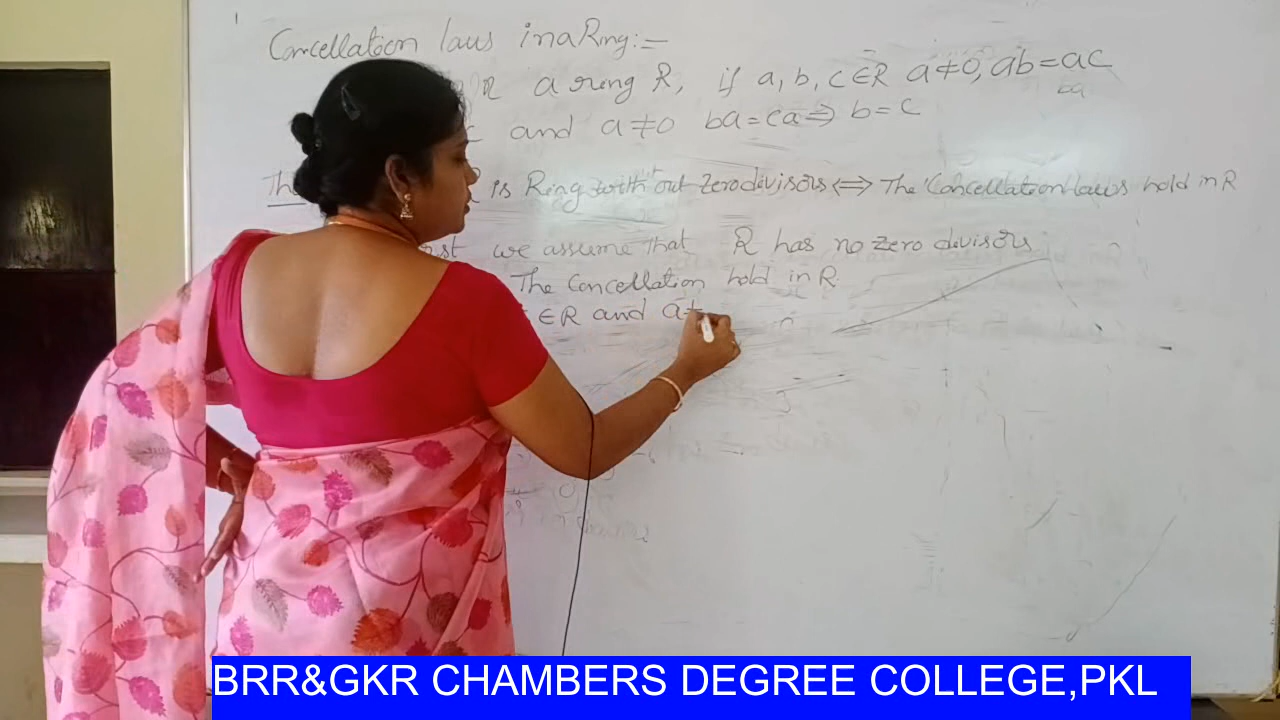 Cancellation laws in a Ring:-
R a ring R, if a, b, c ∈ R a ≠ 0, ab = ac
and a ≠ 0 ba = ca ⇒ b = c
is Ring with out zero divisors ⇔ The Cancellation laws hold in R
we assume that R has no zero divisors
The Cancellation hold in R.
∈ R and a ≠
BRR&GKR CHAMBERS DEGREE COLLEGE,PKL